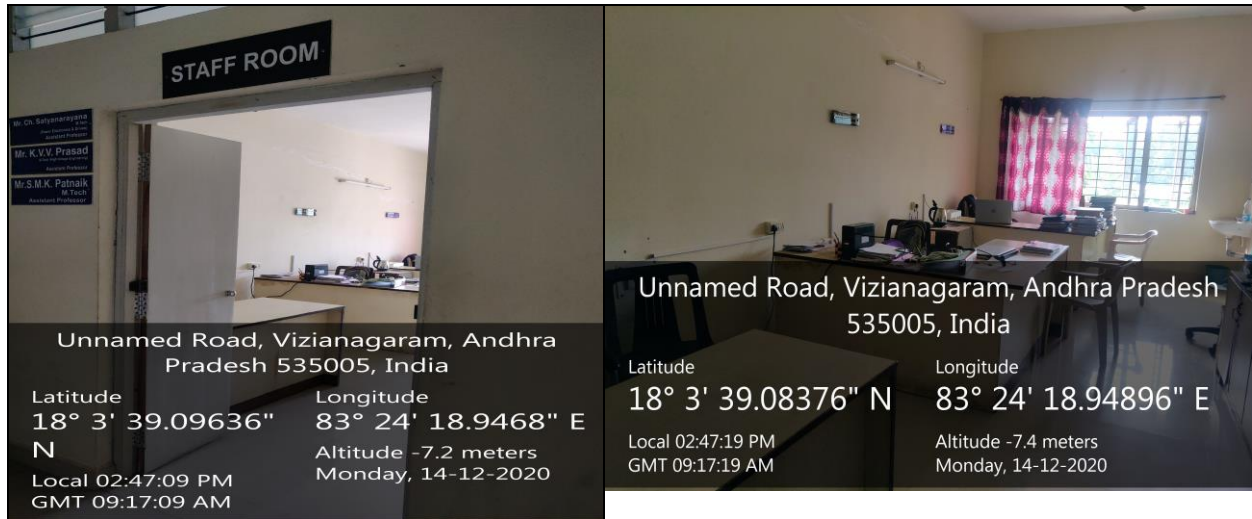 STAFF ROOM
Mr. Ch. Satyanarayana
Assistant Professor
Mr. K.V.V. Prasad
Assistant Professor
Mr.S.M.K. Patnaik
M.Tech
Assistant Professor
Unnamed Road, Vizianagaram, Andhra
Pradesh 535005, India
Latitude
18° 3' 39.09636"
N
Longitude
83° 24' 18.9468" E
Local 02:47:09 PM
GMT 09:17:09 AM
Altitude -7.2 meters
Monday, 14-12-2020
Unnamed Road, Vizianagaram, Andhra Pradesh
535005, India
Latitude
18° 3' 39.08376" N
Longitude
83° 24' 18.94896" E
Local 02:47:19 PM
GMT 09:17:19 AM
Altitude -7.4 meters
Monday, 14-12-2020